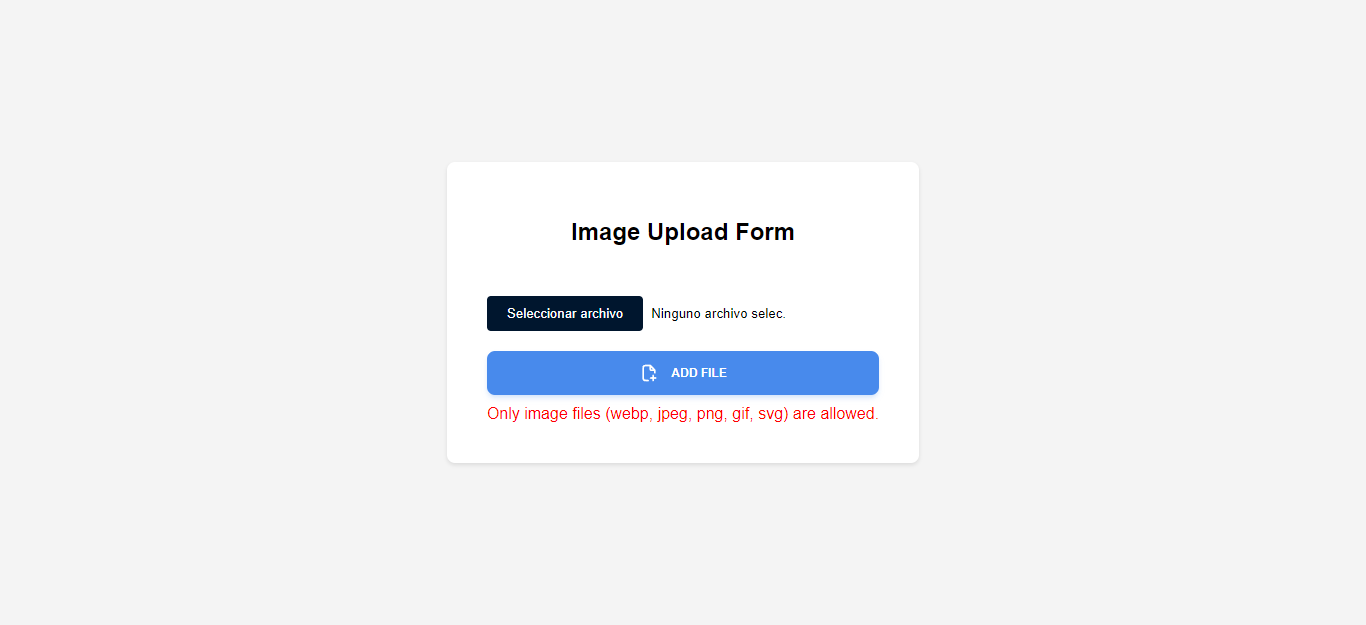 Image Upload Form
Seleccionar archivo Ninguno archivo selec.
ADD FILE
Only image files (webp, jpeg, png, gif, svg) are allowed.